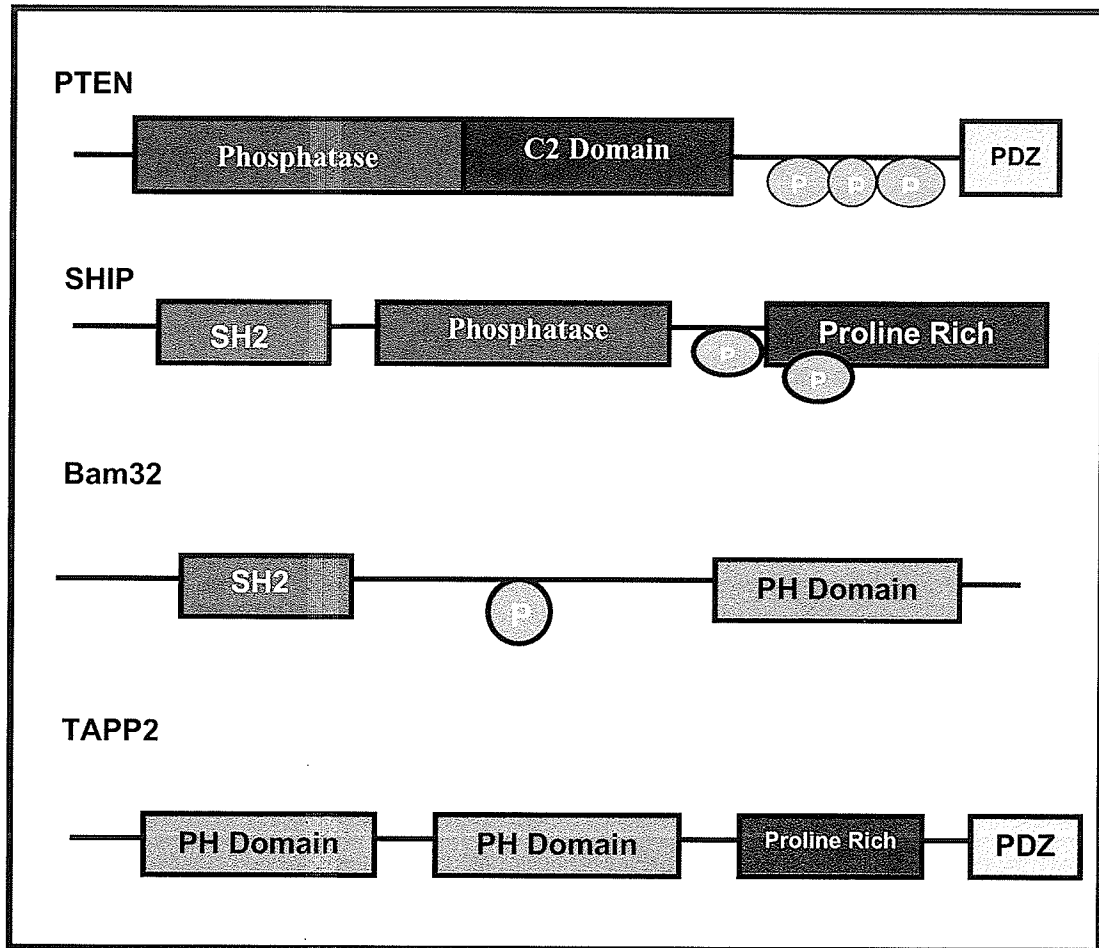 PTEN
Phosphatase C2 Domain PDZ
P P P
SHIP
SH2 Phosphatase Proline Rich
P
P
Bam32
SH2 PH Domain
P
TAPP2
PH Domain PH Domain Proline Rich PDZ